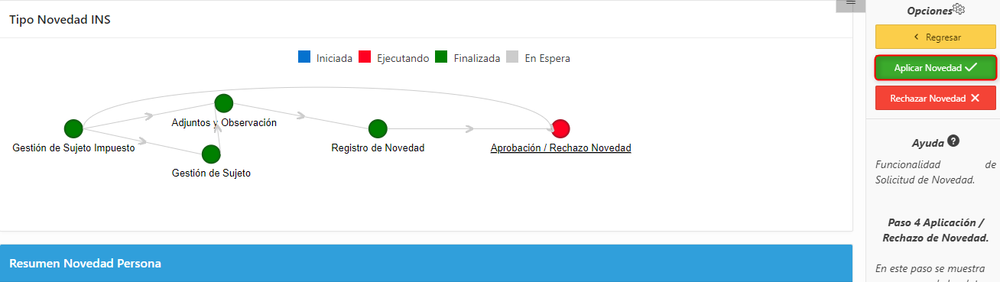 Tipo Novedad INS
Iniciada Ejecutando Finalizada En Espera
Adjuntos y Observación
Gestión de Sujeto Impuesto
Registro de Novedad
Aprobación / Rechazo Novedad
Gestión de Sujeto
Resumen Novedad Persona
Opciones
Regresar
Aplicar Novedad
Rechazar Novedad
Ayuda
Funcionalidad de
Solicitud de Novedad.
Paso 4 Aplicación /
Rechazo de Novedad.
En este paso se muestra